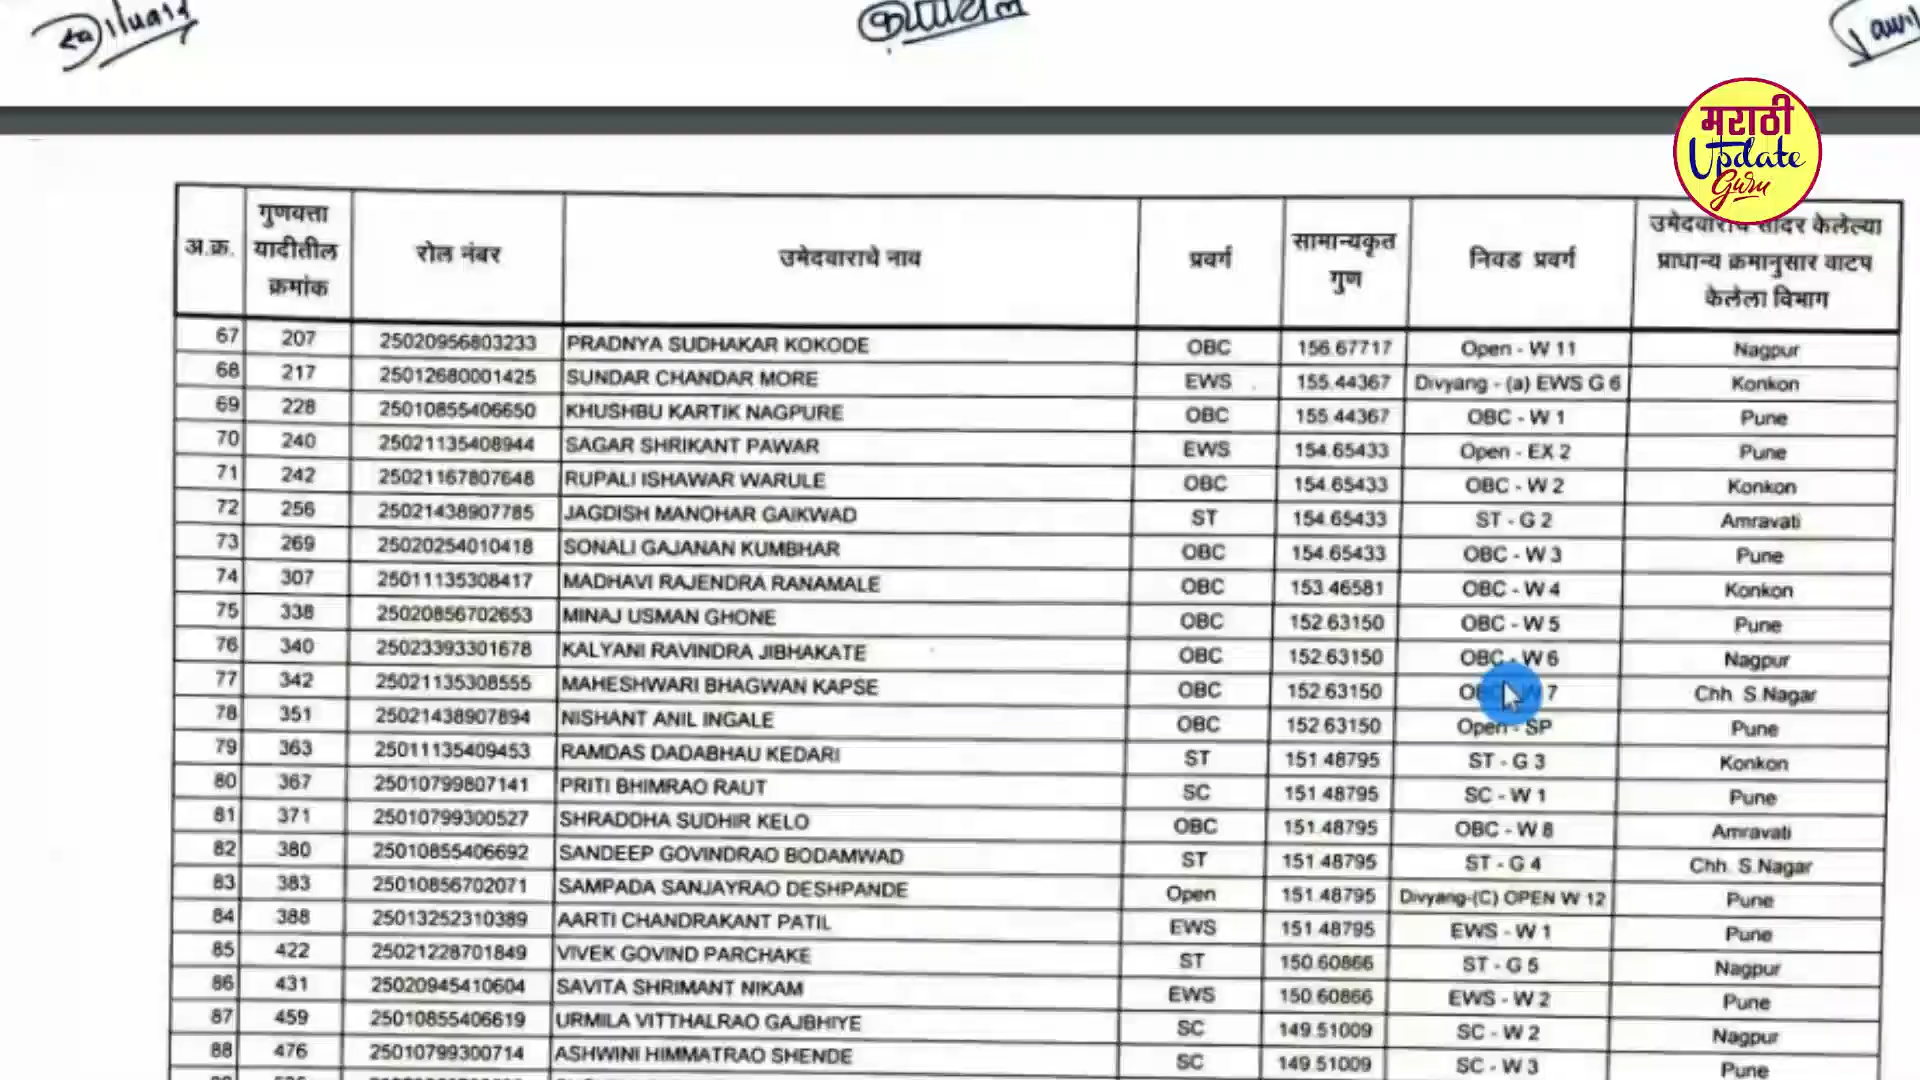 मराठी
Update
Guru
अ.क्र. गुणवत्ता यादीतील क्रमांक रोल नंबर उमेदवाराचे नाव प्रवर्ग सामान्यकृत गुण निवड प्रवर्ग उमेदवाराने सादर केलेल्या प्राधान्य क्रमानुसार वाटप केलेला विभाग
67 207 25020956803233 PRADNYA SUDHAKAR KOKODE OBC 156.67717 Open - W 11 Nagpur
68 217 25012680001425 SUNDAR CHANDAR MORE EWS 155.44367 Divyang - (a) EWS G 6 Konkon
69 228 25010855406650 KHUSHBU KARTIK NAGPURE OBC 155.44367 OBC - W 1 Pune
70 240 25021135408944 SAGAR SHRIKANT PAWAR EWS 154.65433 Open - EX 2 Pune
71 242 25021167807648 RUPALI ISHAWAR WARULE OBC 154.65433 OBC - W 2 Konkon
72 256 25021438907785 JAGDISH MANOHAR GAIKWAD ST 154.65433 ST - G 2 Amravati
73 269 25020254010418 SONALI GAJANAN KUMBHAR OBC 154.65433 OBC - W 3 Pune
74 307 25011135308417 MADHAVI RAJENDRA RANAMALE OBC 153.46581 OBC - W 4 Konkon
75 338 25020856702653 MINAJ USMAN GHONE OBC 152.63150 OBC - W 5 Pune
76 340 25023393301678 KALYANI RAVINDRA JIBHAKATE OBC 152.63150 OBC - W 6 Nagpur
77 342 25021135308555 MAHESHWARI BHAGWAN KAPSE OBC 152.63150 OBC - W 7 Chh. S.Nagar
78 351 25021438907894 NISHANT ANIL INGALE OBC 152.63150 Open - SP Pune
79 363 25011135409453 RAMDAS DADABHAU KEDARI ST 151.48795 ST - G 3 Konkon
80 367 25010799807141 PRITI BHIMRAO RAUT SC 151.48795 SC - W 1 Pune
81 371 25010799300527 SHRADDHA SUDHIR KELO OBC 151.48795 OBC - W 8 Amravati
82 380 25010855406692 SANDEEP GOVINDRAO BODAMWAD ST 151.48795 ST - G 4 Chh. S.Nagar
83 383 25010856702071 SAMPADA SANJAYRAO DESHPANDE Open 151.48795 Divyang-(C) OPEN W 12 Pune
84 388 25013252310389 AARTI CHANDRAKANT PATIL EWS 151.48795 EWS - W 1 Pune
85 422 25021228701849 VIVEK GOVIND PARCHAKE ST 150.60866 ST - G 5 Nagpur
86 431 25020945410604 SAVITA SHRIMANT NIKAM EWS 150.60866 EWS - W 2 Pune
87 459 25010855406619 URMILA VITTHALRAO GAJBHIYE SC 149.51009 SC - W 2 Nagpur
88 476 25010799300714 ASHWINI HIMMATRAO SHENDE SC 149.51009 SC - W 3 Pune